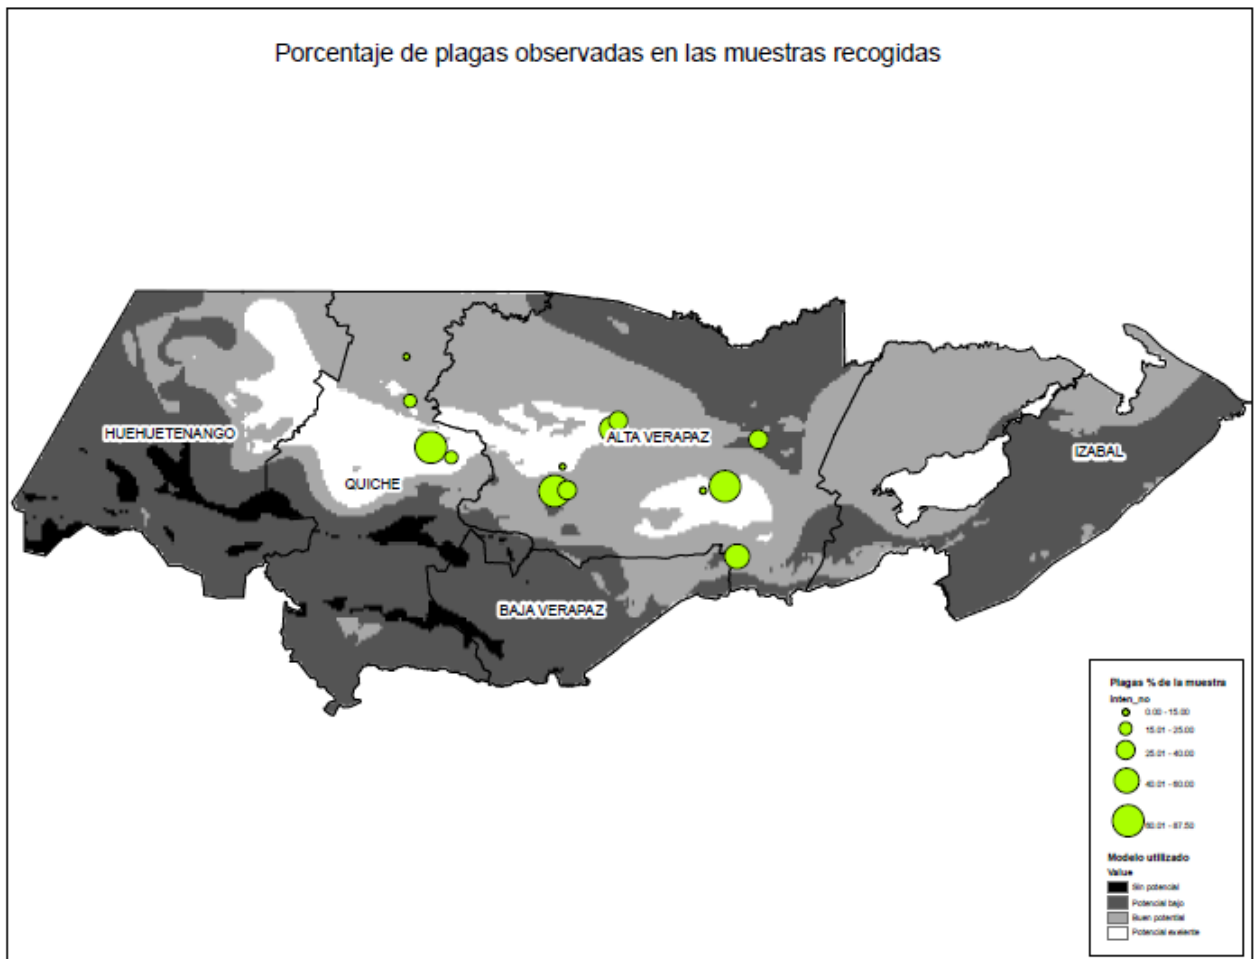 Porcentaje de plagas observadas en las muestras recogidas
HUEHUETENANGO
QUICHE
ALTA VERAPAZ
IZABAL
BAJA VERAPAZ
Plagas % de la muestra
Inten_no
0.00 - 15.00
15.01 - 25.00
25.01 - 40.00
40.01 - 60.00
60.01 - 87.50
Modelo utilizado
Value
Sin potencial
Potencial bajo
Buen potential
Potencial exelente